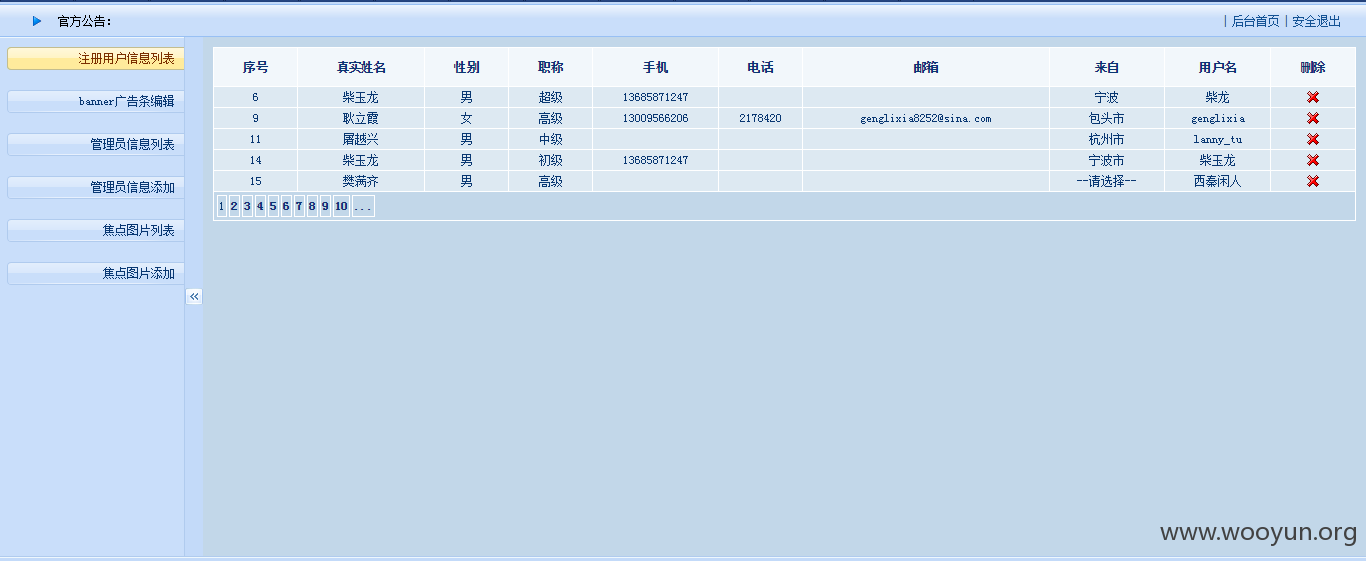 官方公告：
| 后台首页 | 安全退出
注册用户信息列表
banner广告条编辑
管理员信息列表
管理员信息添加
焦点图片列表
焦点图片添加
序号 真实姓名 性别 职称 手机 电话 邮箱 来自 用户名 删除
6 柴玉龙 男 超级 13685871247 宁波 柴龙
9 耿立霞 女 高级 13009566206 2178420 genglixia8252@sina.com 包头市 genglixia
11 屠越兴 男 中级 杭州市 lanny_tu
14 柴玉龙 男 初级 13685871247 宁波市 柴玉龙
15 樊满齐 男 高级 --请选择-- 西秦闲人
1 2 3 4 5 6 7 8 9 10 ...
www.wooyun.org